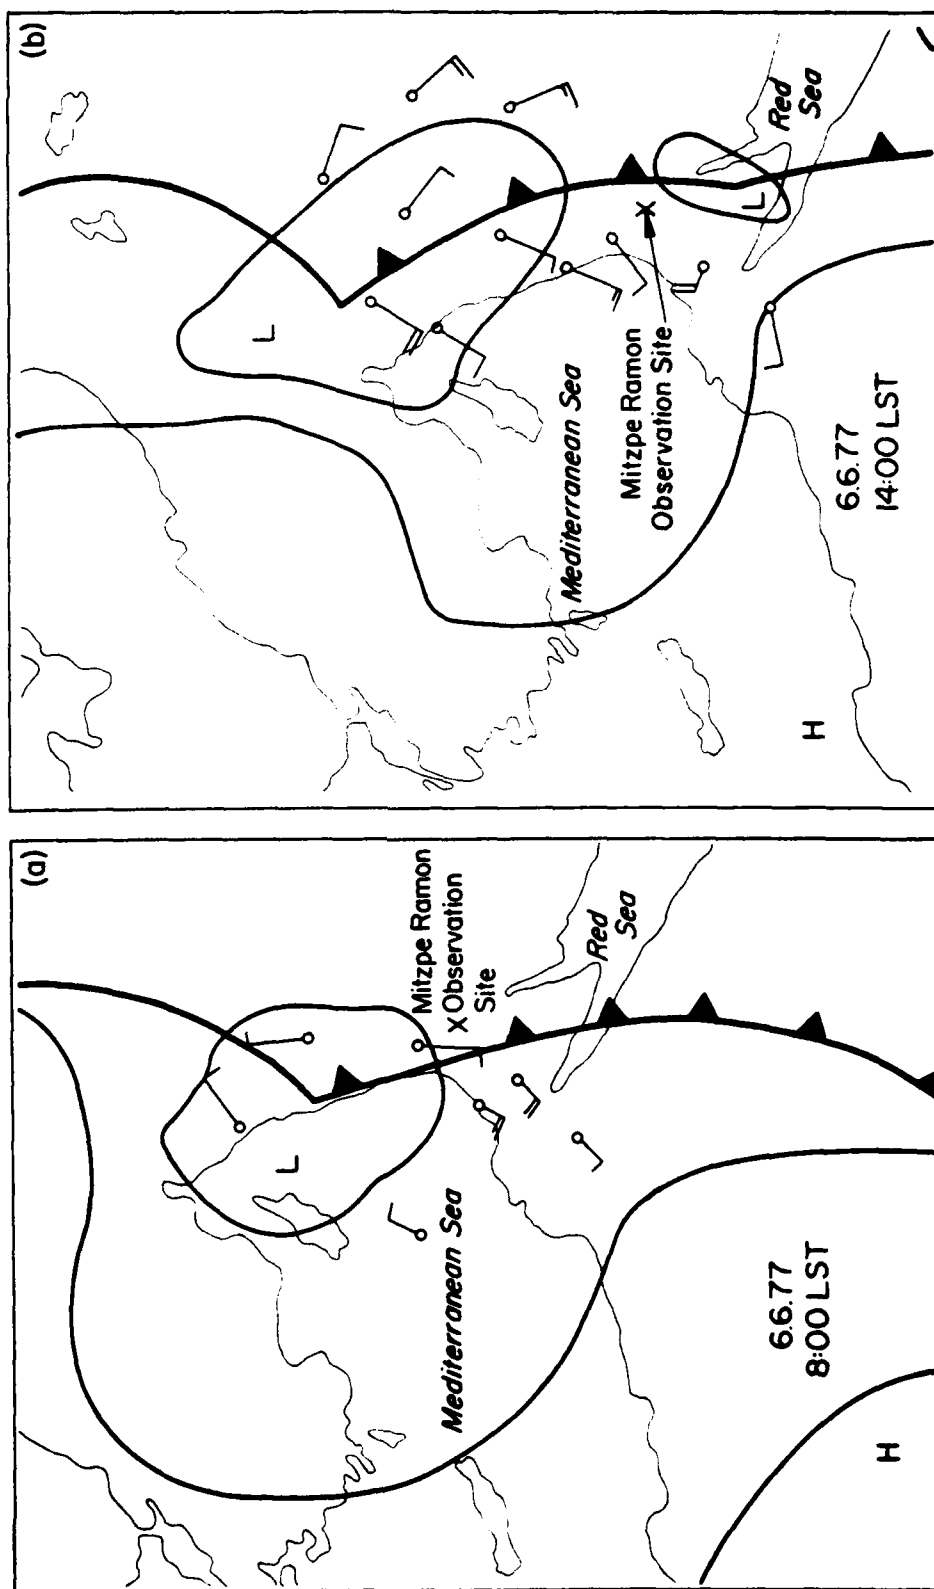 (a)
L
Mitzpe Ramon
X Observation
Site
Mediterranean Sea
Red
Sea
6.6.77
8:00 LST
H
(b)
L
Mediterranean Sea
Mitzpe Ramon
Observation Site
X
L
Red
Sea
6.6.77
14:00 LST
H